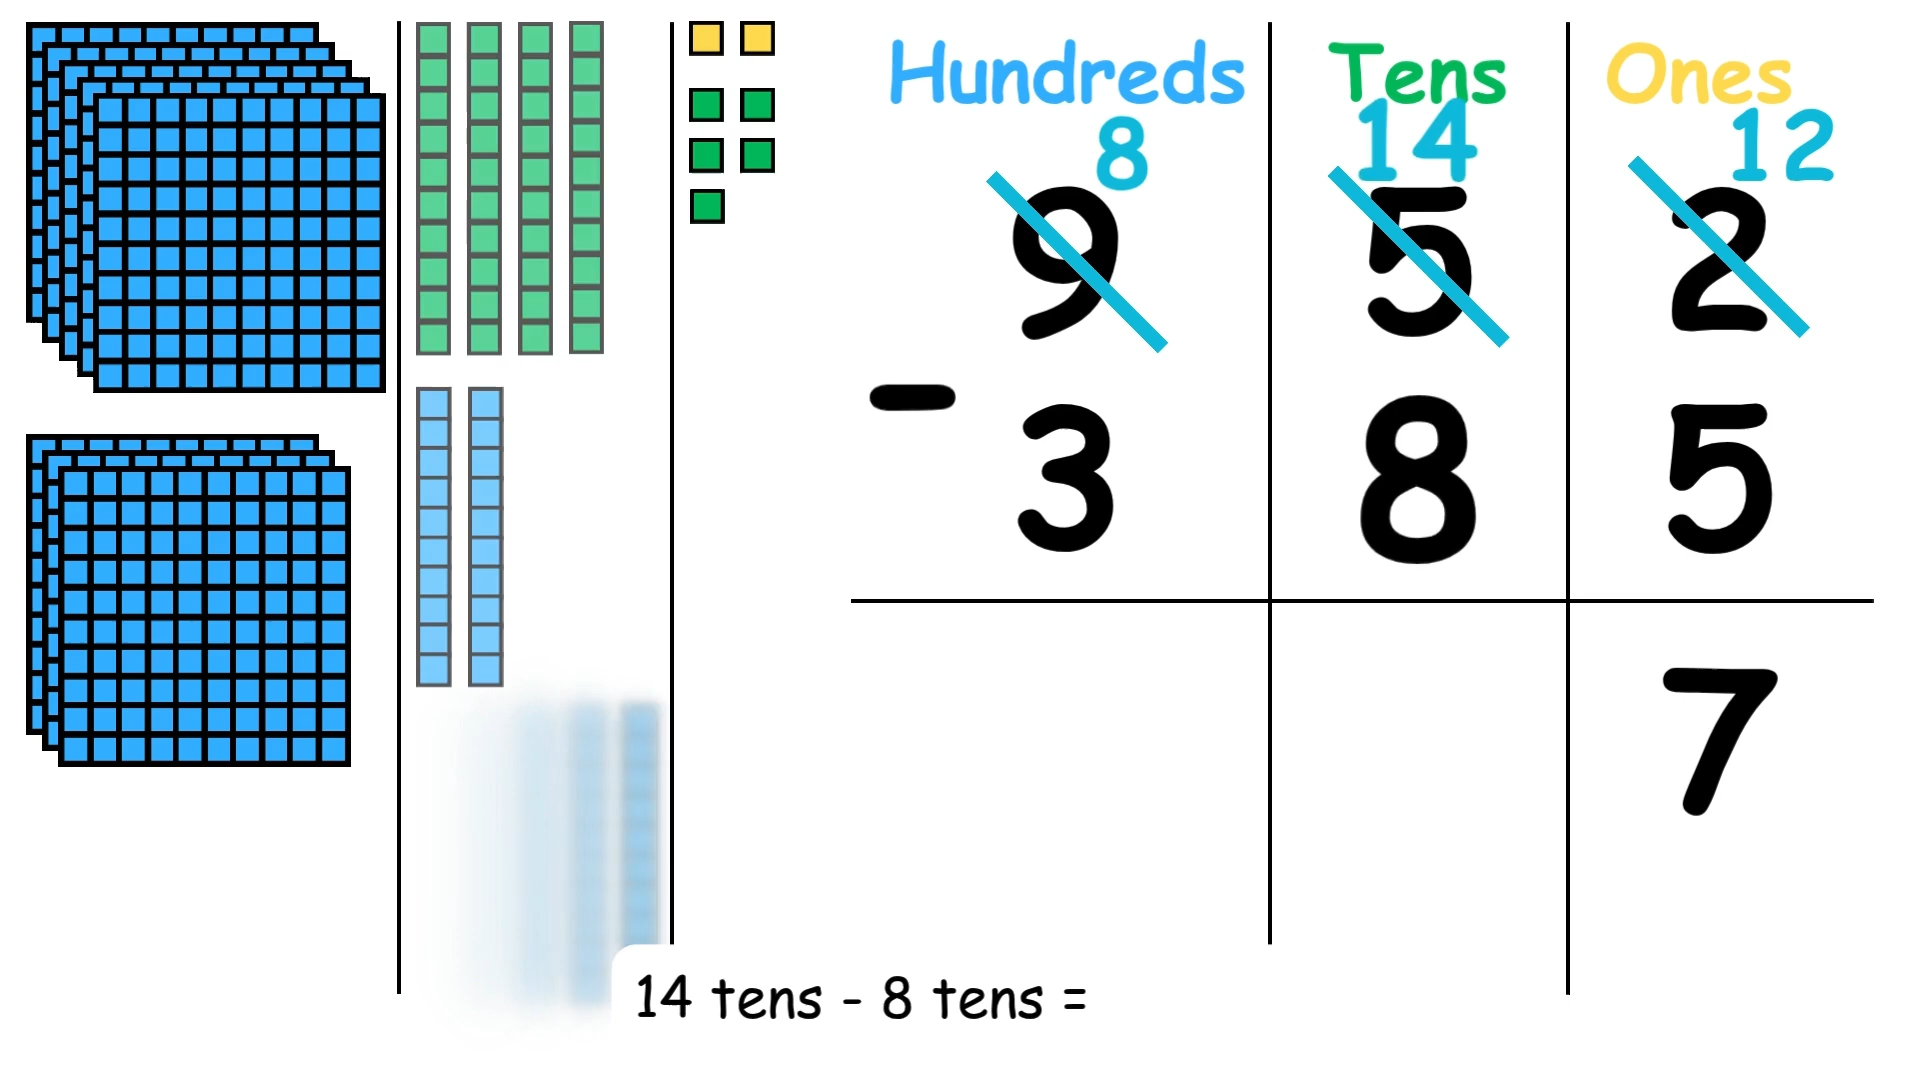 Hundreds Tens Ones
8 14 12
9 5 2
- 3 8 5
7
14 tens - 8 tens =